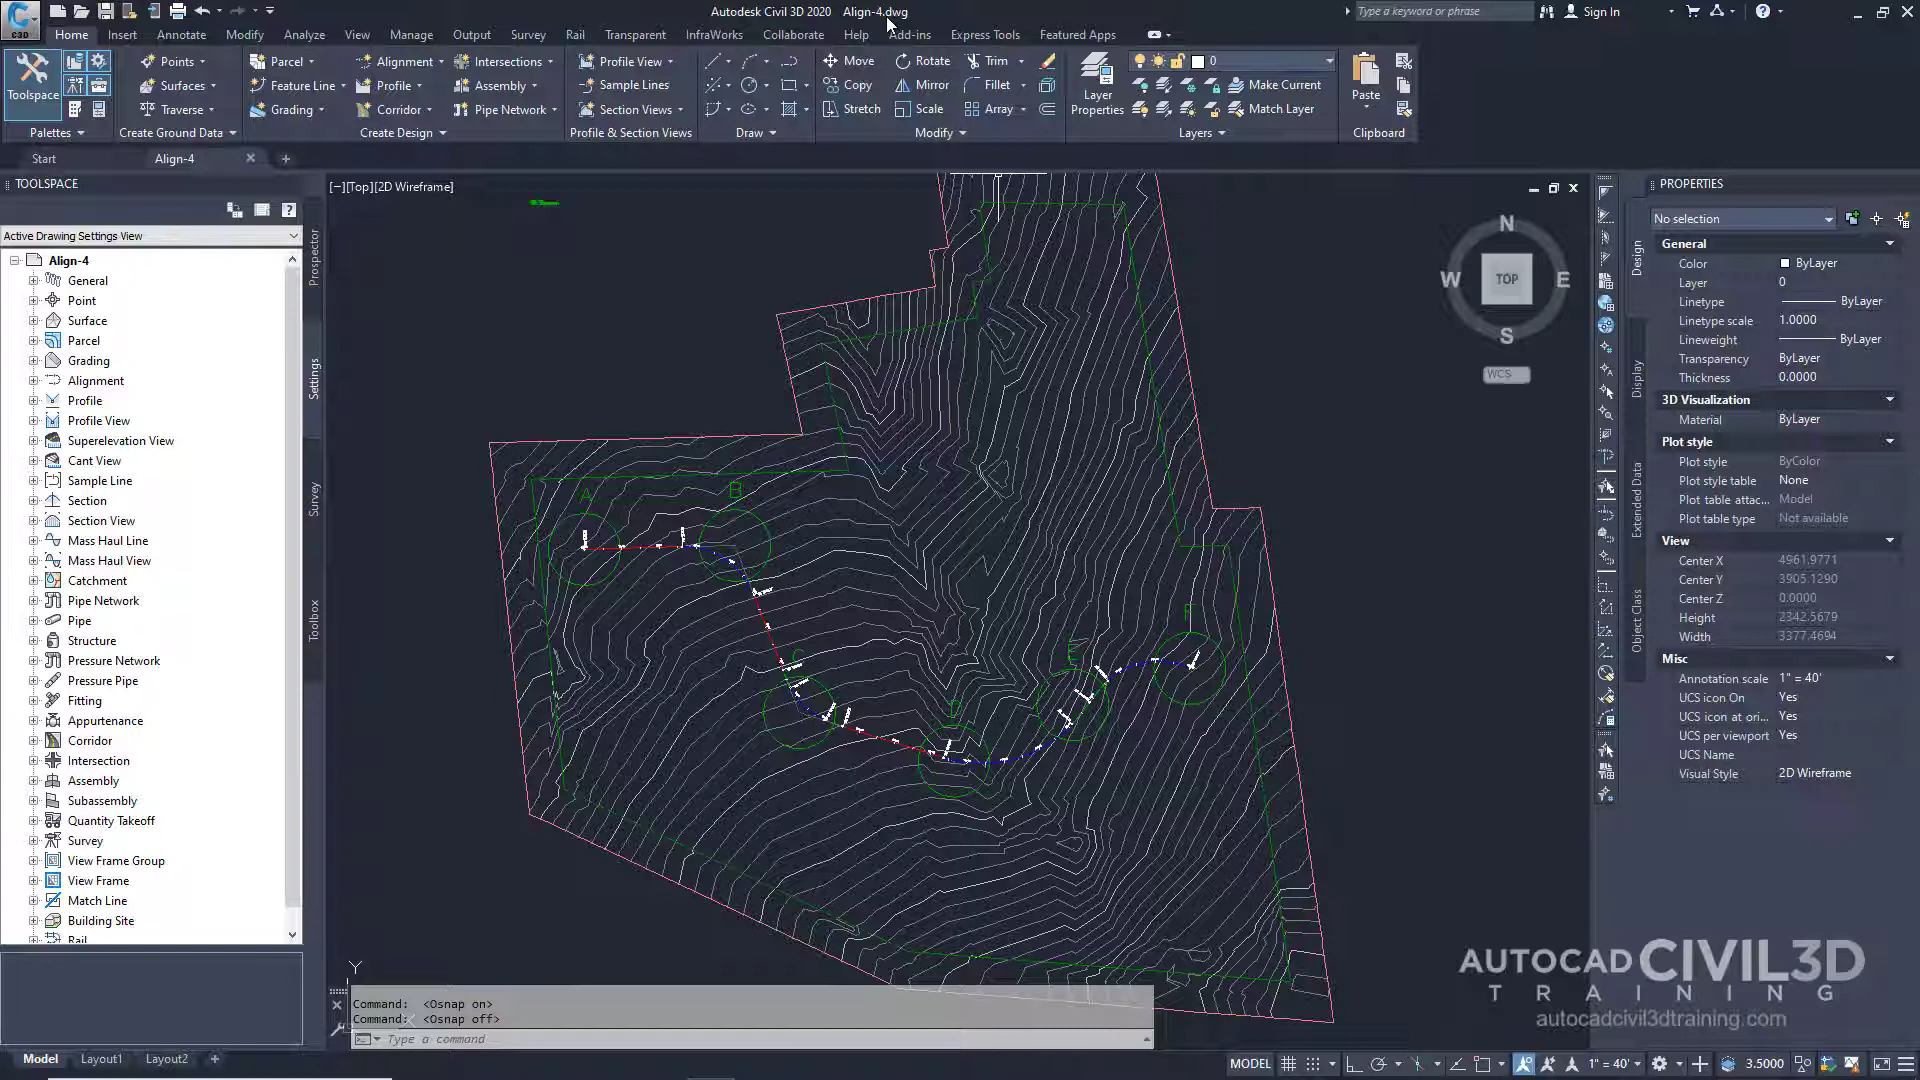 Autodesk Civil 3D 2020 Align-4.dwg
Type a keyword or phrase
Sign In
C3D
Home Insert Annotate Modify Analyze View Manage Output Survey Rail Transparent InfraWorks Collaborate Help Add-ins Express Tools Featured Apps
Toolspace
Points
Surfaces
Traverse
Parcel
Feature Line
Grading
Alignment
Profile
Corridor
Intersections
Assembly
Pipe Network
Profile View
Sample Lines
Section Views
Move
Copy
Stretch
Rotate
Mirror
Scale
Trim
Fillet
Array
Layer
Properties
0
Make Current
Match Layer
Paste
Palettes
Create Ground Data
Create Design
Profile & Section Views
Draw
Modify
Layers
Clipboard
Start
Align-4
TOOLSPACE
Active Drawing Settings View
Align-4
General
Point
Surface
Parcel
Grading
Alignment
Profile
Profile View
Superelevation View
Cant View
Sample Line
Section
Section View
Mass Haul Line
Mass Haul View
Catchment
Pipe Network
Pipe
Structure
Pressure Network
Pressure Pipe
Fitting
Appurtenance
Corridor
Intersection
Assembly
Subassembly
Quantity Takeoff
Survey
View Frame Group
View Frame
Match Line
Building Site
Rail
Prospector
Settings
Survey
Toolbox
[−][Top][2D Wireframe]
A
B
C
D
E
F
N
W
TOP
E
S
WCS
Y
X
Command: <Osnap on>
Command: <Osnap off>
Type a command
PROPERTIES
No selection
General
Color ByLayer
Layer 0
Linetype ByLayer
Linetype scale 1.0000
Lineweight ByLayer
Transparency ByLayer
Thickness 0.0000
3D Visualization
Material ByLayer
Plot style
Plot style ByColor
Plot style table None
Plot table attac... Model
Plot table type Not available
View
Center X 4961.9771
Center Y 3905.1290
Center Z 0.0000
Height 2342.5679
Width 3377.4694
Misc
Annotation scale 1" = 40'
UCS icon On Yes
UCS icon at ori... Yes
UCS per viewport Yes
UCS Name
Visual Style 2D Wireframe
Design
Display
Extended Data
Object Class
AUTOCAD CIVIL3D
TRAINING
autocadcivil3dtraining.com
Model Layout1 Layout2
MODEL
1" = 40'
3.5000